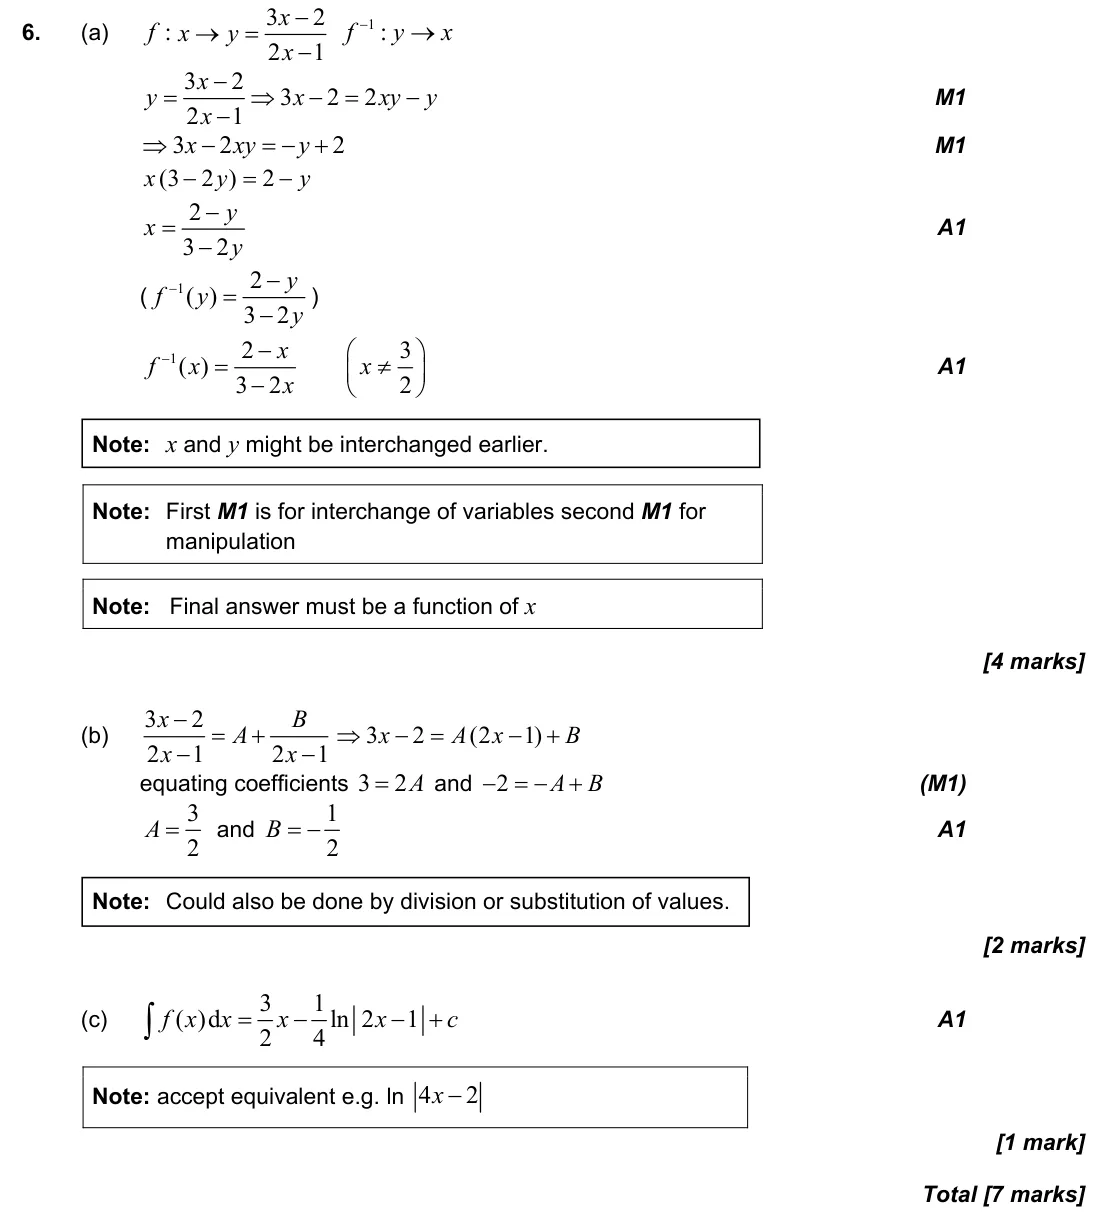 6. (a) f : x → y = (3x − 2)/(2x − 1)  f⁻¹ : y → x
y = (3x − 2)/(2x − 1) ⇒ 3x − 2 = 2xy − y M1
⇒ 3x − 2xy = −y + 2 M1
x(3 − 2y) = 2 − y
x = (2 − y)/(3 − 2y) A1
( f⁻¹(y) = (2 − y)/(3 − 2y) )
f⁻¹(x) = (2 − x)/(3 − 2x)  (x ≠ 3/2) A1
Note: x and y might be interchanged earlier.
Note: First M1 is for interchange of variables second M1 for
manipulation
Note: Final answer must be a function of x
[4 marks]
(b) (3x − 2)/(2x − 1) = A + B/(2x − 1) ⇒ 3x − 2 = A(2x − 1) + B
equating coefficients 3 = 2A and −2 = −A + B (M1)
A = 3/2 and B = −1/2 A1
Note: Could also be done by division or substitution of values.
[2 marks]
(c) ∫ f(x)dx = 3/2 x − 1/4 ln|2x − 1| + c A1
Note: accept equivalent e.g. ln |4x − 2|
[1 mark]
Total [7 marks]